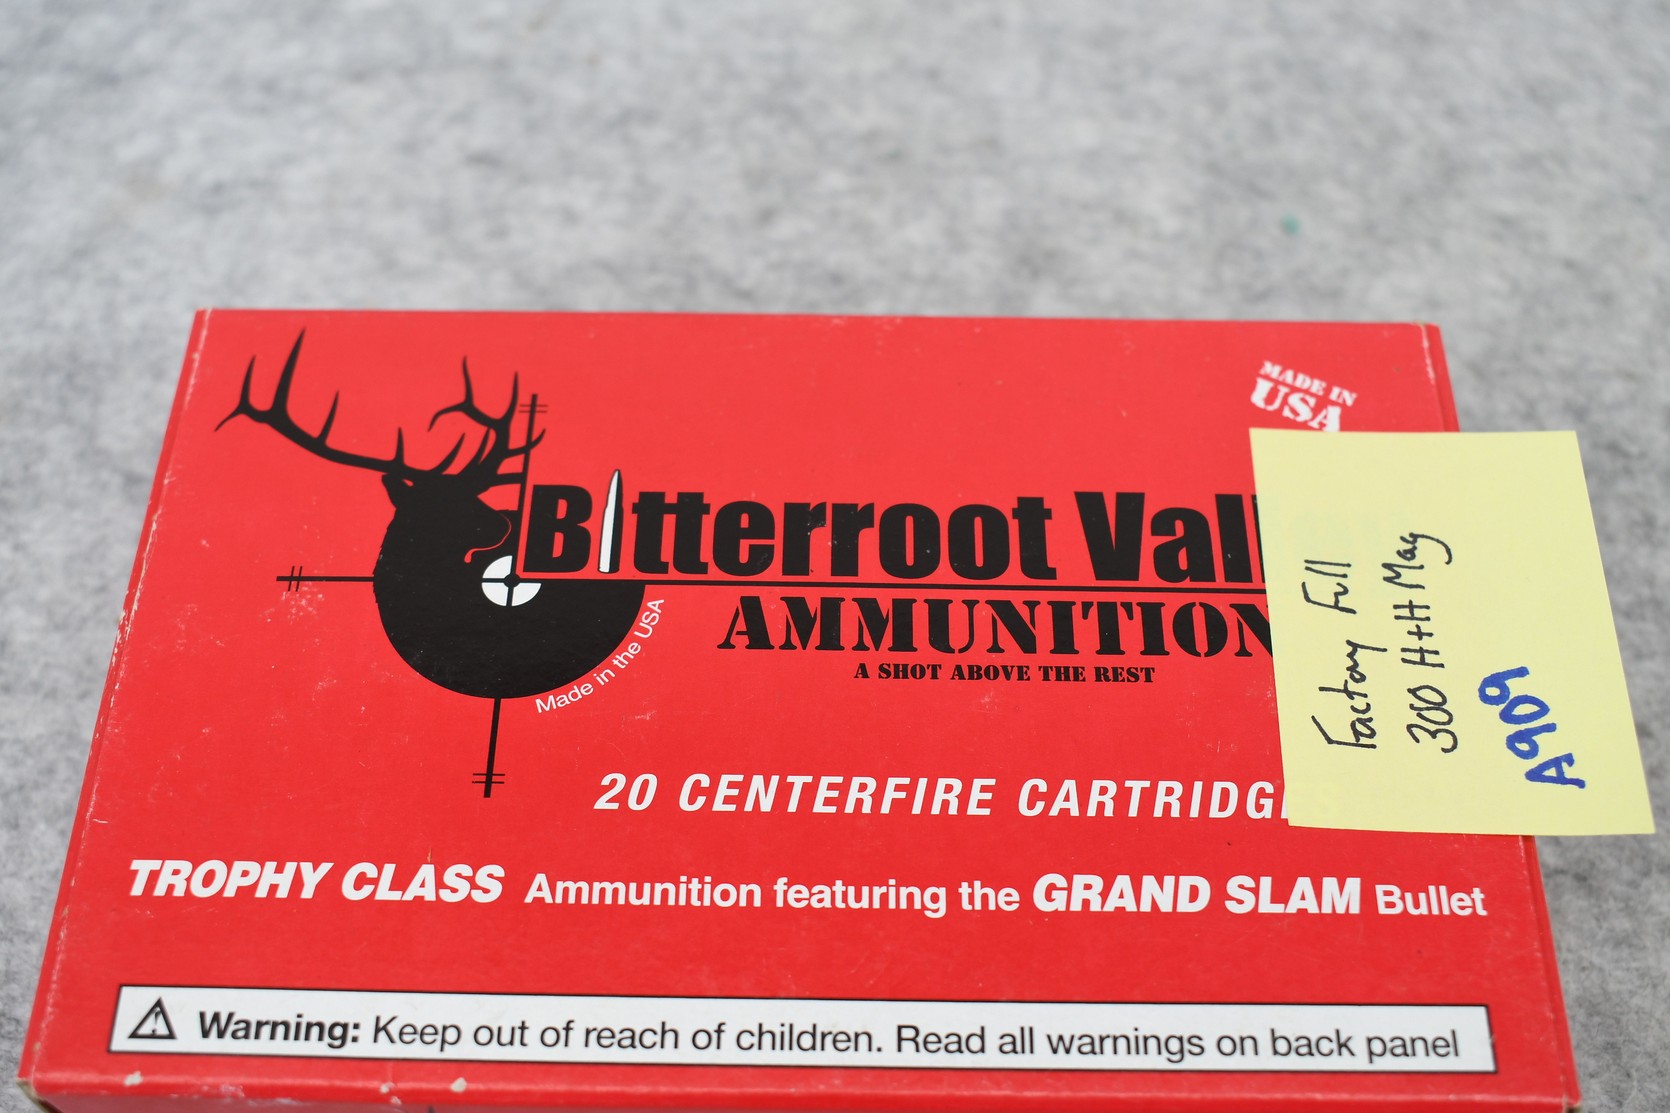 MADE IN
USA
Bitterroot Vall
AMMUNITION
A SHOT ABOVE THE REST
Made in the USA
20 CENTERFIRE CARTRIDG
TROPHY CLASS Ammunition featuring the GRAND SLAM Bullet
Warning: Keep out of reach of children. Read all warnings on back panel
Factory Full
300 H+H Mag
A909